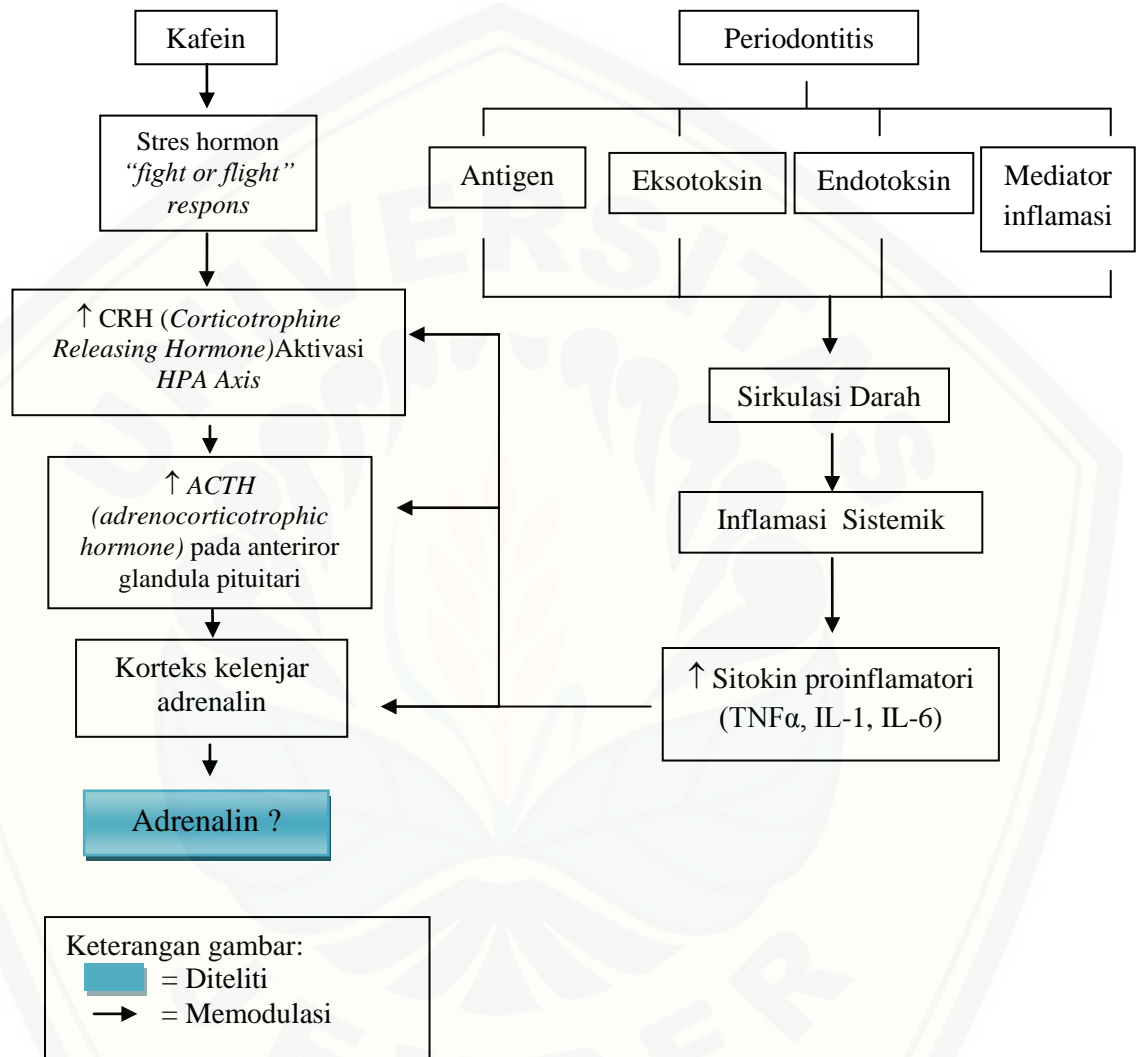 Kafein
Stres hormon
“fight or flight”
respons
↑ CRH (Corticotrophine
Releasing Hormone)Aktivasi
HPA Axis
↑ ACTH
(adrenocorticotrophic
hormone) pada anteriror
glandula pituitari
Korteks kelenjar
adrenalin
Adrenalin ?
Periodontitis
Antigen
Eksotoksin
Endotoksin
Mediator
inflamasi
Sirkulasi Darah
Inflamasi Sistemik
↑ Sitokin proinflamatori
(TNFα, IL-1, IL-6)
Keterangan gambar:
= Diteliti
= Memodulasi
UNIVERSITAS